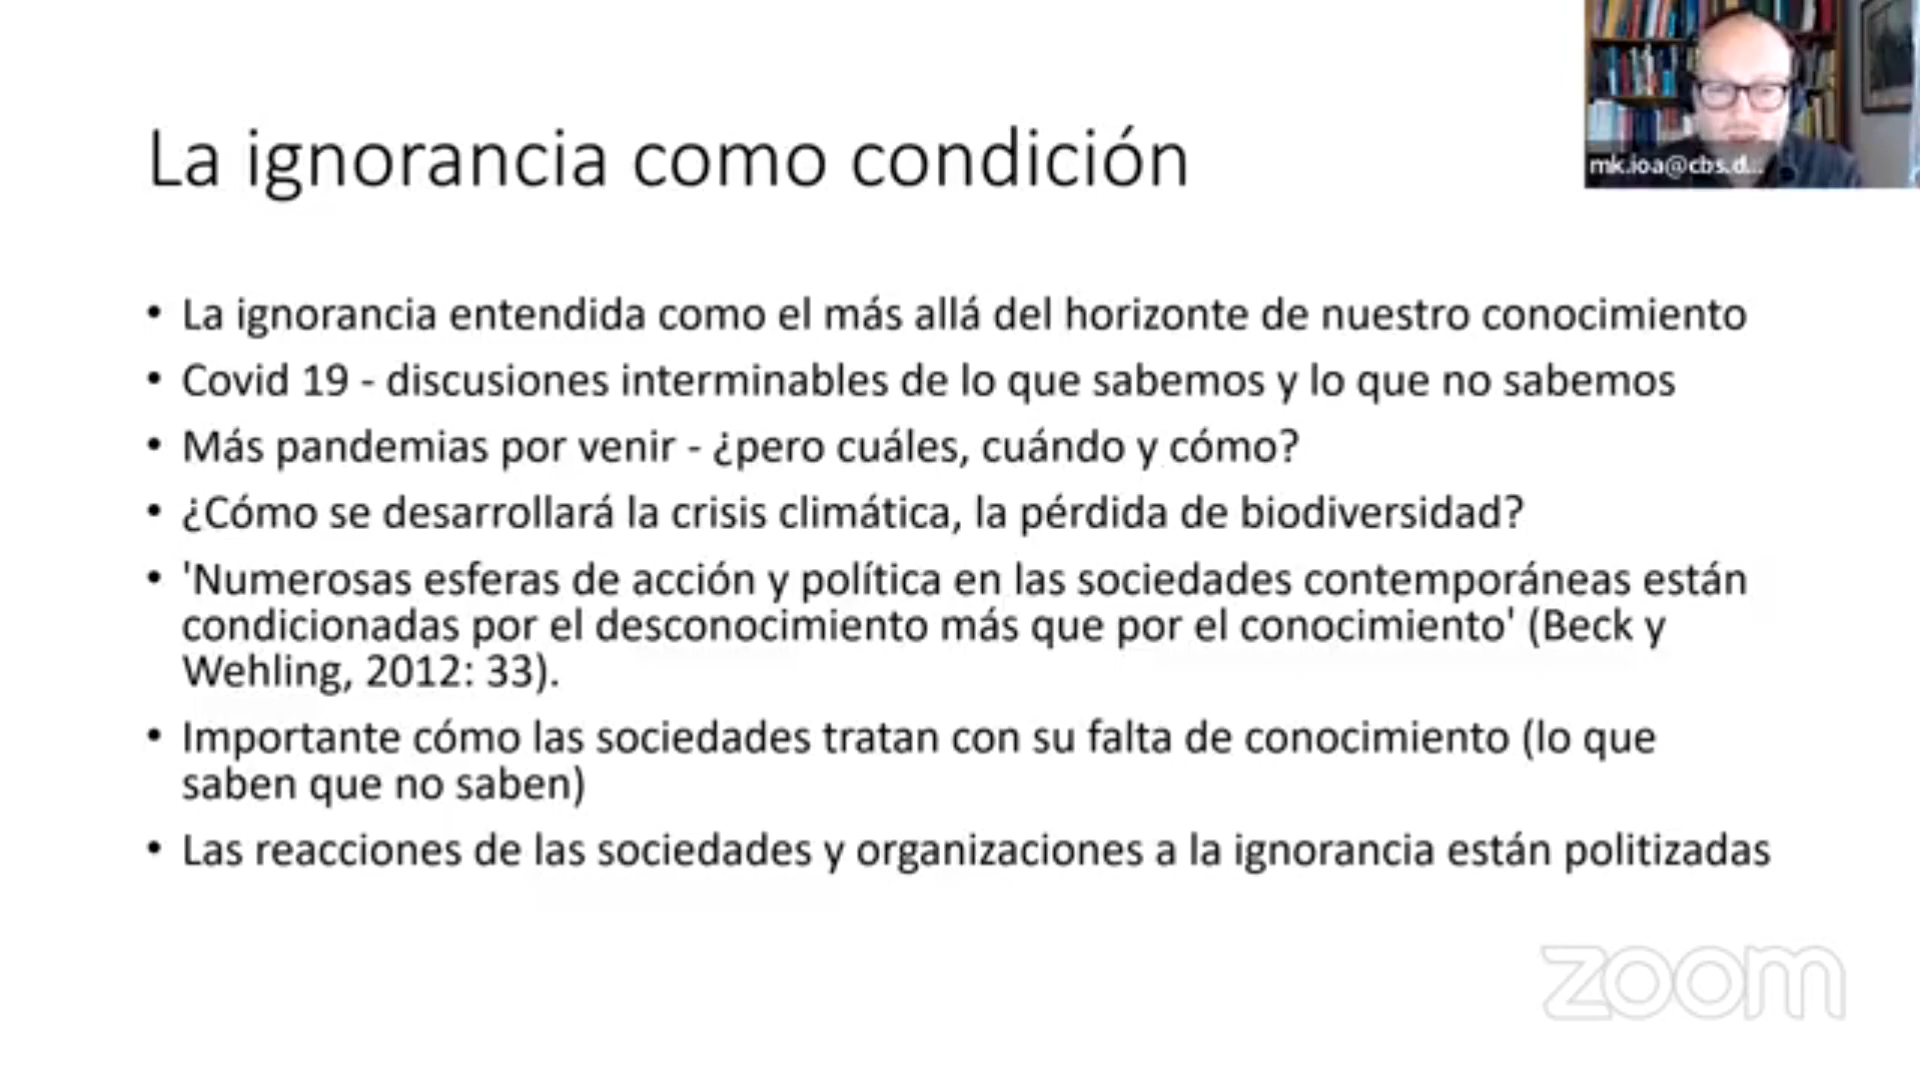 La ignorancia como condición
mk.ioa@cbs.d...
• La ignorancia entendida como el más allá del horizonte de nuestro conocimiento
• Covid 19 - discusiones interminables de lo que sabemos y lo que no sabemos
• Más pandemias por venir - ¿pero cuáles, cuándo y cómo?
• ¿Cómo se desarrollará la crisis climática, la pérdida de biodiversidad?
• 'Numerosas esferas de acción y política en las sociedades contemporáneas están
condicionadas por el desconocimiento más que por el conocimiento' (Beck y
Wehling, 2012: 33).
• Importante cómo las sociedades tratan con su falta de conocimiento (lo que
saben que no saben)
• Las reacciones de las sociedades y organizaciones a la ignorancia están politizadas
zoom